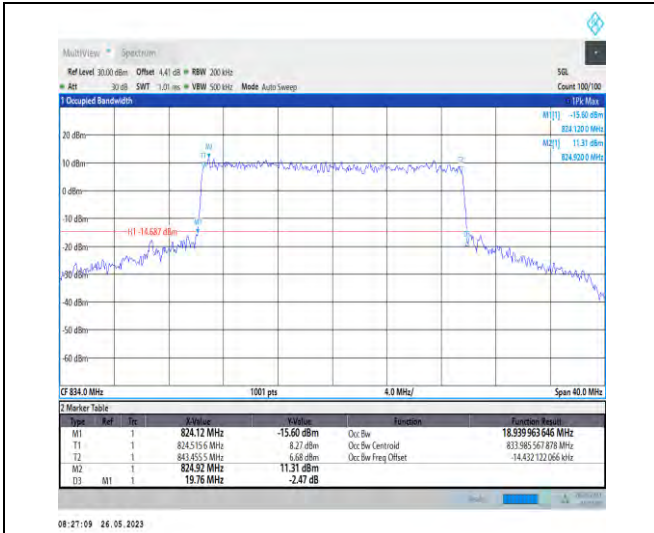 MultiView Spectrum
Ref Level 30.00 dBm Offset 4.41 dB RBW 200 kHz SGL
Att 30 dB SWT 1.01 ms VBW 500 kHz Mode Auto Sweep Count 100/100
1 Occupied Bandwidth 1Pk Max
M1[1] -15.60 dBm
824.120 0 MHz
M2[1] 11.31 dBm
824.920 0 MHz
20 dBm
10 dBm
0 dBm
-10 dBm
H1 -14.687 dBm
-20 dBm
-30 dBm
-40 dBm
-50 dBm
-60 dBm
M2
T1
T2
M1
CF 834.0 MHz 1001 pts 4.0 MHz/ Span 40.0 MHz
2 Marker Table
Type Ref Trc X-Value Y-Value Function Function Result
M1 1 824.12 MHz -15.60 dBm Occ Bw 18.939 963 646 MHz
T1 1 824.515 6 MHz 8.27 dBm Occ Bw Centroid 833.985 567 878 MHz
T2 1 843.455 5 MHz 6.68 dBm Occ Bw Freq Offset -14.432 122 066 kHz
M2 1 824.92 MHz 11.31 dBm
D3 M1 1 19.76 MHz -2.47 dB
08:27:09 26.05.2023